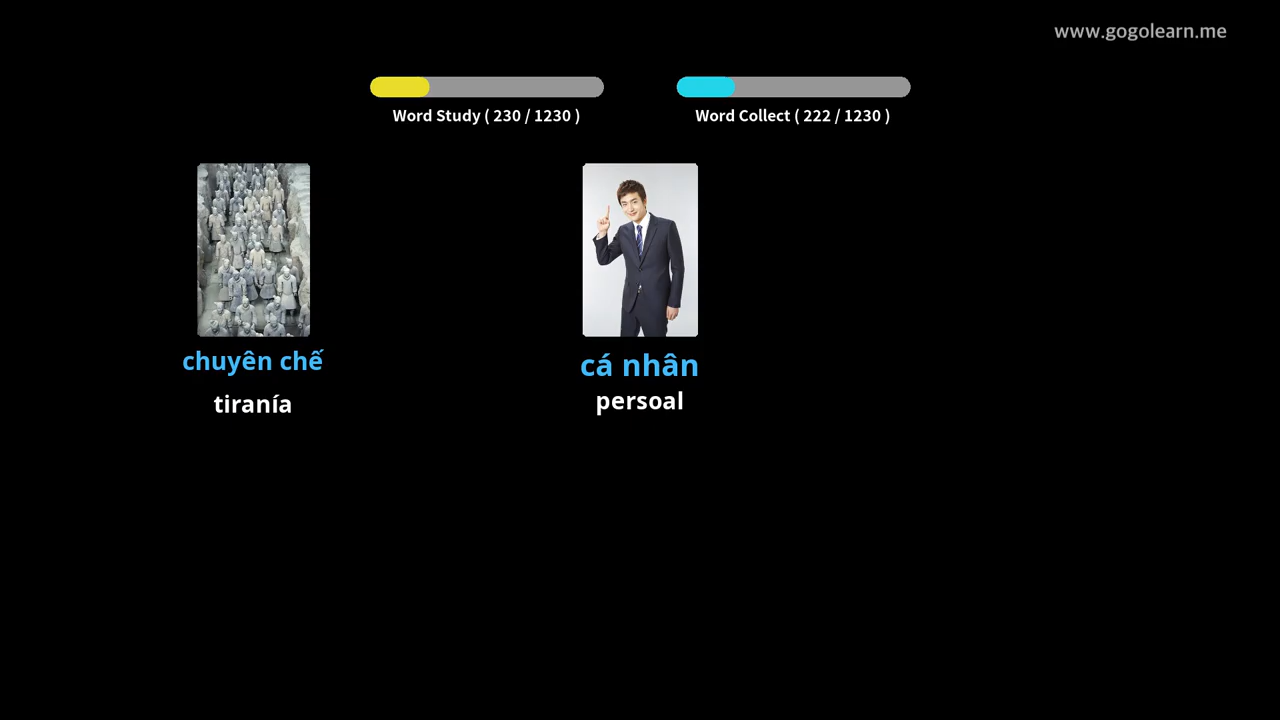 www.gogolearn.me
Word Study ( 230 / 1230 )
Word Collect ( 222 / 1230 )
chuyên chế
tiranía
cá nhân
persoal